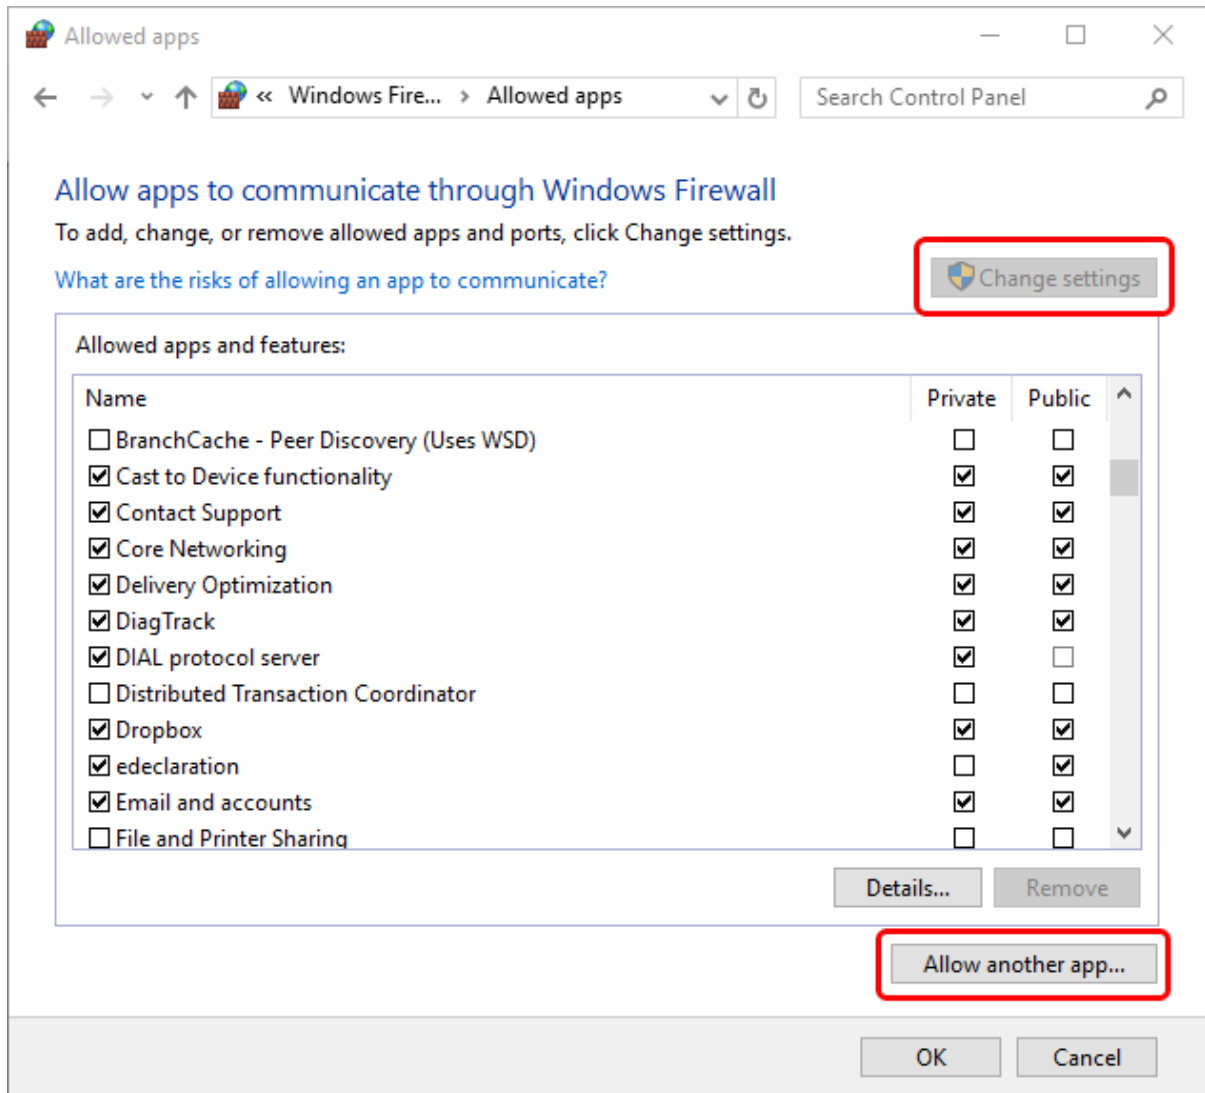 Allowed apps
« Windows Fire... > Allowed apps
Search Control Panel
Allow apps to communicate through Windows Firewall
To add, change, or remove allowed apps and ports, click Change settings.
What are the risks of allowing an app to communicate?
Change settings
Allowed apps and features:
Name Private Public
BranchCache - Peer Discovery (Uses WSD)
Cast to Device functionality
Contact Support
Core Networking
Delivery Optimization
DiagTrack
DIAL protocol server
Distributed Transaction Coordinator
Dropbox
edeclaration
Email and accounts
File and Printer Sharing
Details... Remove
Allow another app...
OK Cancel